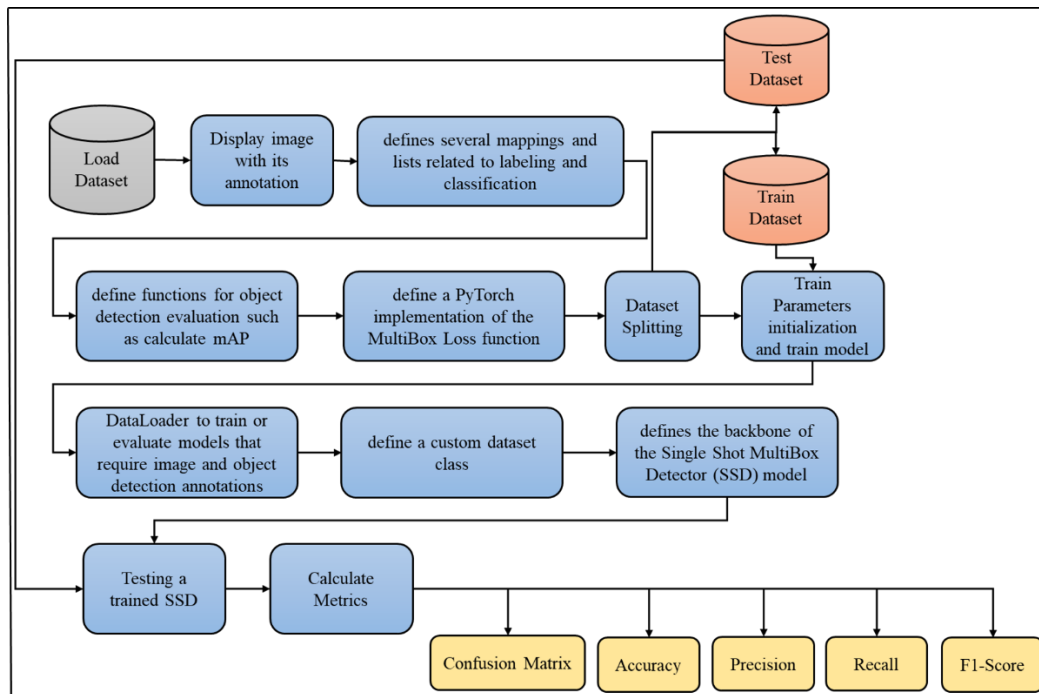 Test
Dataset
Load
Dataset
Display image
with its
annotation
defines several mappings
and lists related to labeling and
classification
Train
Dataset
define functions for object
detection evaluation such
as calculate mAP
define a PyTorch
implementation of the
MultiBox Loss function
Dataset
Splitting
Train
Parameters
initialization
and train model
DataLoader to train or
evaluate models that
require image and object
detection annotations
define a custom dataset
class
defines the backbone of
the Single Shot MultiBox
Detector (SSD) model
Testing a
trained SSD
Calculate
Metrics
Confusion Matrix
Accuracy
Precision
Recall
F1-Score